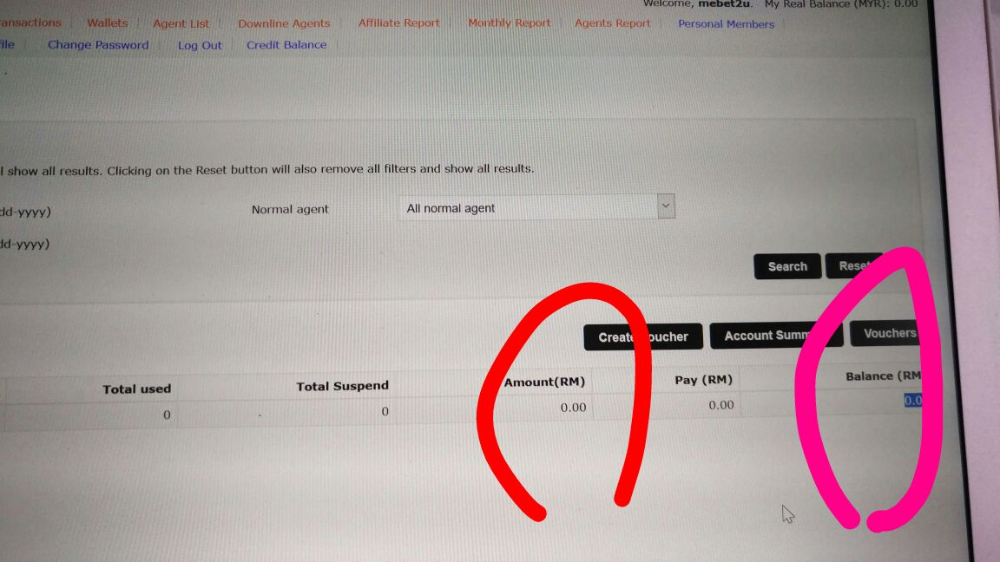 Welcome, mebet2u. My Real Balance (MYR): 0.00
ansactions Wallets Agent List Downline Agents Affiliate Report Monthly Report Agents Report Personal Members
file Change Password Log Out Credit Balance
l show all results. Clicking on the Reset button will also remove all filters and show all results.
dd-yyyy) Normal agent All normal agent
dd-yyyy)
Search Reset
Create Voucher Account Summ Vouchers
Total used Total Suspend Amount(RM) Pay (RM) Balance (RM
0 0 0.00 0.00 0.0